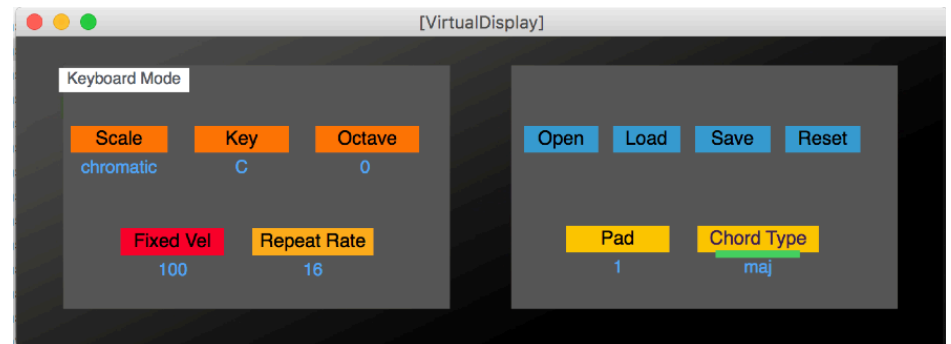 [VirtualDisplay]
Keyboard Mode
Scale Key Octave
chromatic C 0
Fixed Vel Repeat Rate
100 16
Open Load Save Reset
Pad Chord Type
1 maj